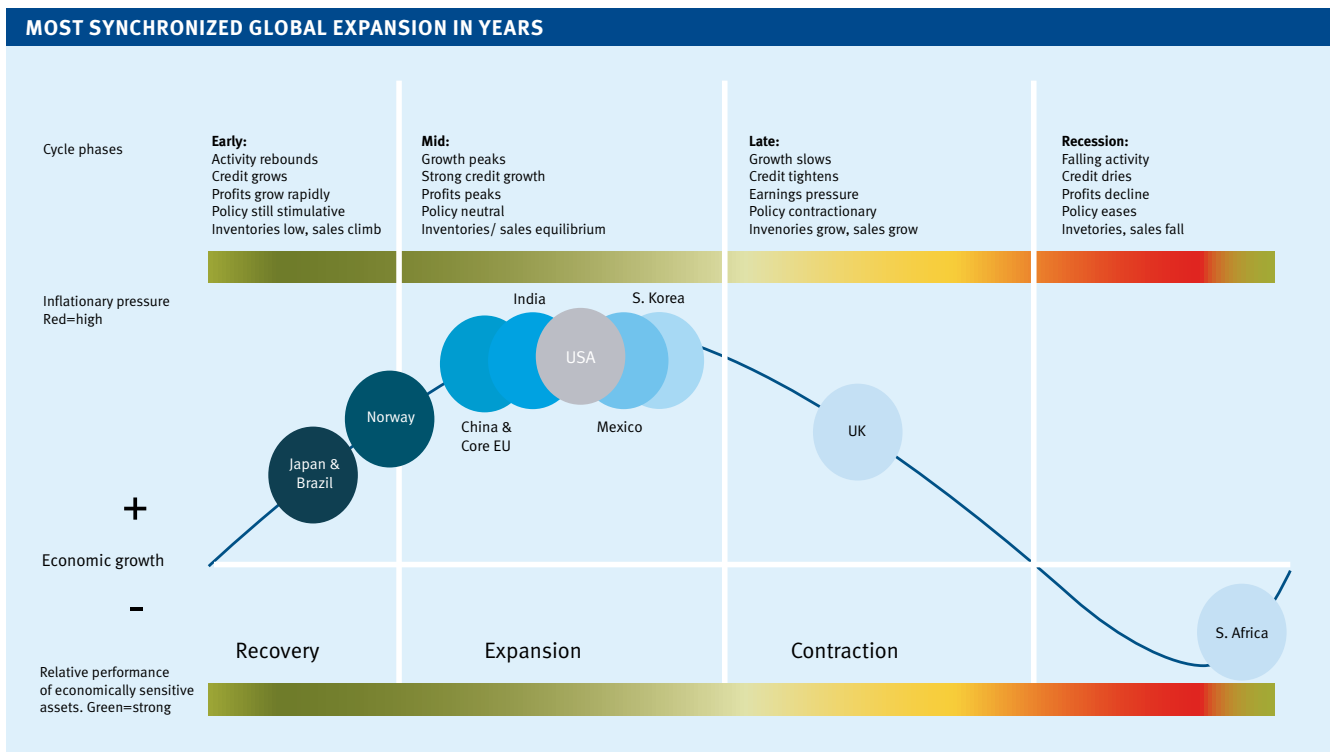 MOST SYNCHRONIZED GLOBAL EXPANSION IN YEARS
Cycle phases
Early:
Activity rebounds
Credit grows
Profits grow rapidly
Policy still stimulative
Inventories low, sales climb
Mid:
Growth peaks
Strong credit growth
Profits peaks
Policy neutral
Inventories/ sales equilibrium
Late:
Growth slows
Credit tightens
Earnings pressure
Policy contractionary
Invenories grow, sales grow
Recession:
Falling activity
Credit dries
Profits decline
Policy eases
Invetories, sales fall
Inflationary pressure
Red=high
India
S. Korea
USA
Norway
China &
Core EU
Mexico
UK
Japan &
Brazil
+
Economic growth
-
S. Africa
Recovery
Expansion
Contraction
Relative performance
of economically sensitive
assets. Green=strong